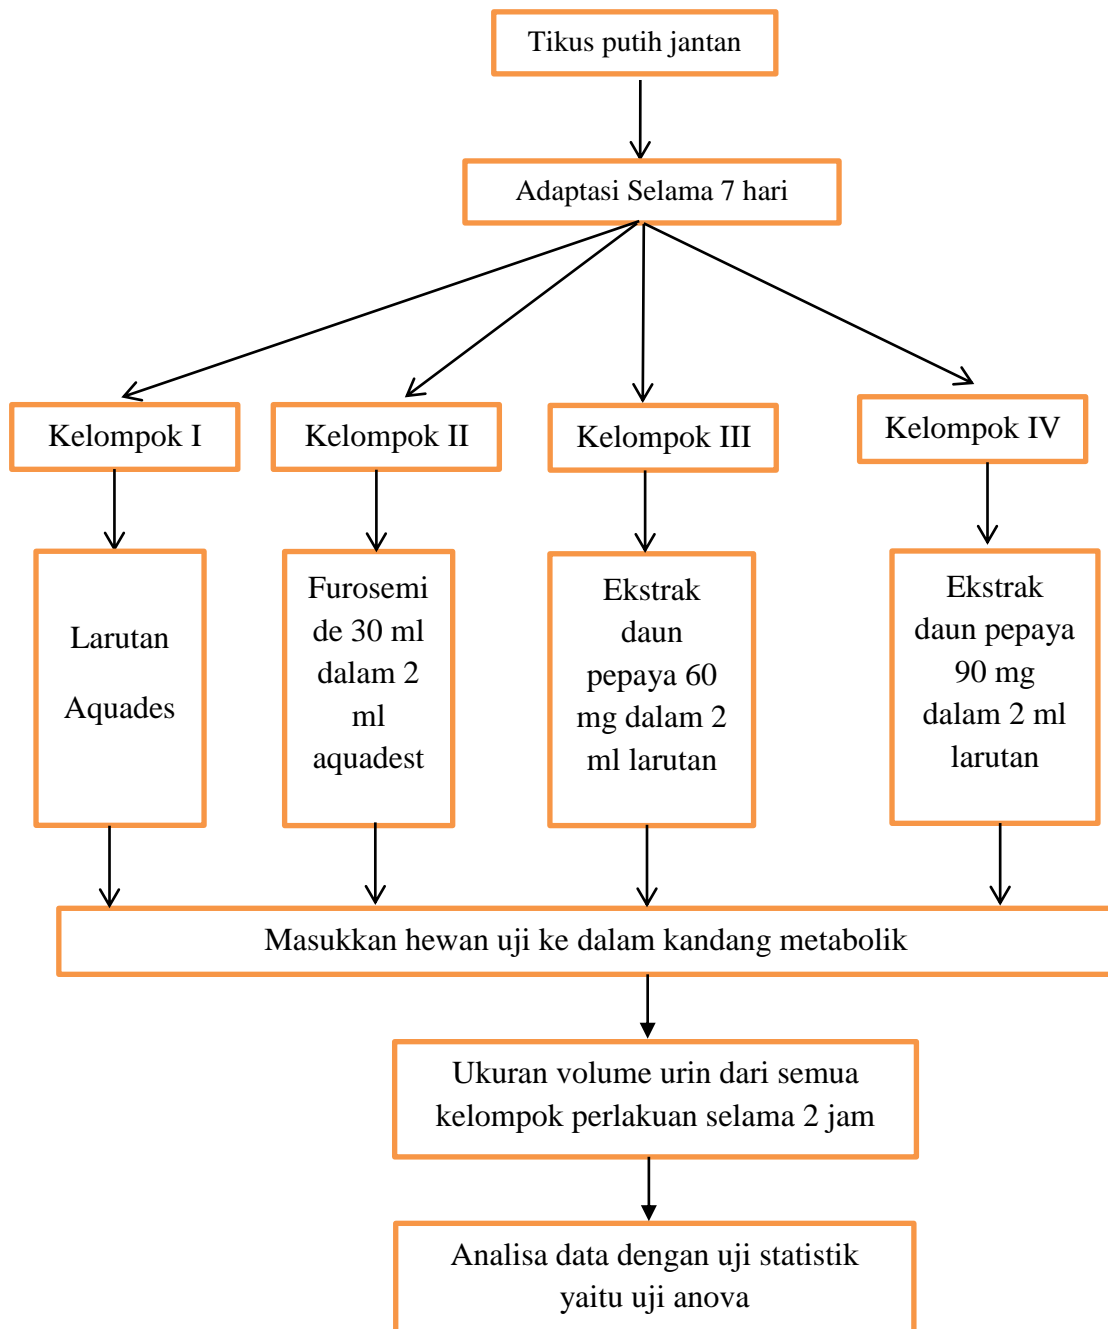 Tikus putih jantan
Adaptasi Selama 7 hari
Kelompok I
Kelompok II
Kelompok III
Kelompok IV
Larutan
Aquades
Furosemi
de 30 ml
dalam 2
ml
aquadest
Ekstrak
daun
pepaya 60
mg dalam 2
ml larutan
Ekstrak
daun pepaya
90 mg
dalam 2 ml
larutan
Masukkan hewan uji ke dalam kandang metabolik
Ukuran volume urin dari semua
kelompok perlakuan selama 2 jam
Analisa data dengan uji statistik
yaitu uji anova